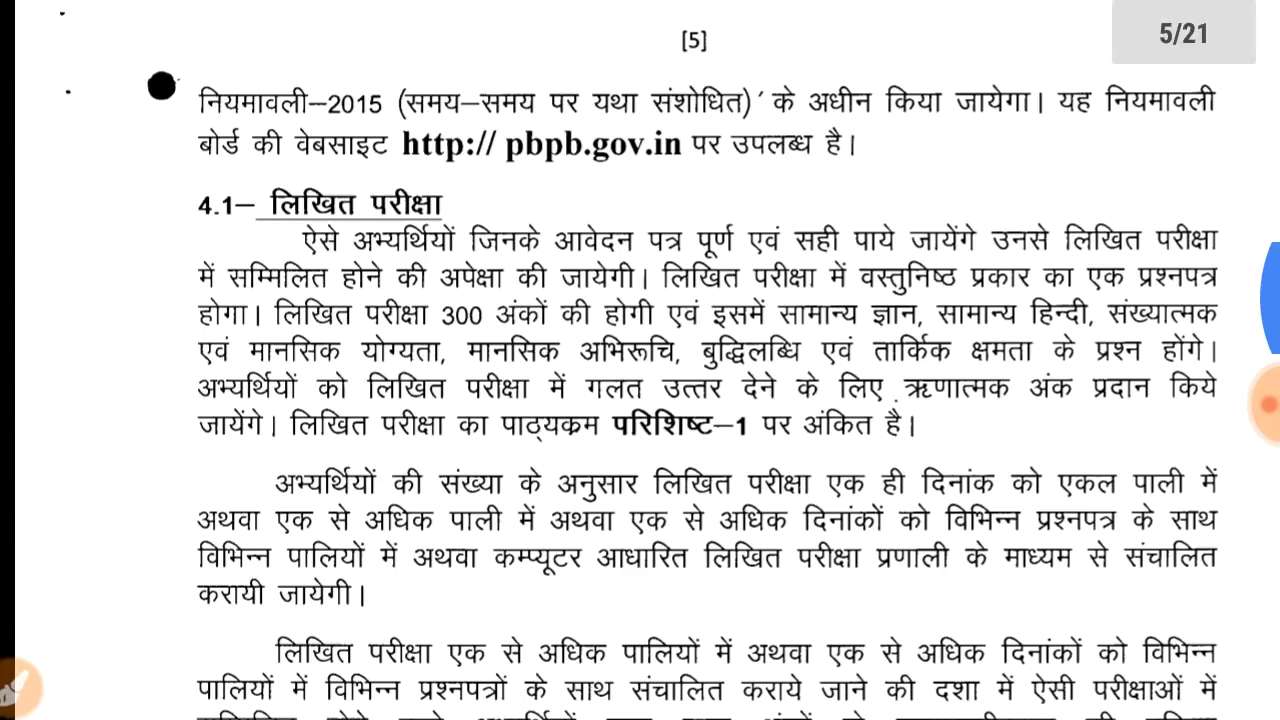 [5]
5/21
नियमावली–2015 (समय–समय पर यथा संशोधित)´ के अधीन किया जायेगा। यह नियमावली
बोर्ड की वेबसाइट http:// pbpb.gov.in पर उपलब्ध है।
4.1– लिखित परीक्षा
ऐसे अभ्यर्थियों जिनके आवेदन पत्र पूर्ण एवं सही पाये जायेंगे उनसे लिखित परीक्षा
में सम्मिलित होने की अपेक्षा की जायेगी। लिखित परीक्षा में वस्तुनिष्ठ प्रकार का एक प्रश्नपत्र
होगा। लिखित परीक्षा 300 अंकों की होगी एवं इसमें सामान्य ज्ञान, सामान्य हिन्दी, संख्यात्मक
एवं मानसिक योग्यता, मानसिक अभिरूचि, बुद्धिलब्धि एवं तार्किक क्षमता के प्रश्न होंगे।
अभ्यर्थियों को लिखित परीक्षा में गलत उत्तर देने के लिए ऋणात्मक अंक प्रदान किये
जायेंगे। लिखित परीक्षा का पाठ्यक्रम परिशिष्ट–1 पर अंकित है।
अभ्यर्थियों की संख्या के अनुसार लिखित परीक्षा एक ही दिनांक को एकल पाली में
अथवा एक से अधिक पाली में अथवा एक से अधिक दिनांकों को विभिन्न प्रश्नपत्र के साथ
विभिन्न पालियों में अथवा कम्प्यूटर आधारित लिखित परीक्षा प्रणाली के माध्यम से संचालित
करायी जायेगी।
लिखित परीक्षा एक से अधिक पालियों में अथवा एक से अधिक दिनांकों को विभिन्न
पालियों में विभिन्न प्रश्नपत्रों के साथ संचालित कराये जाने की दशा में ऐसी परीक्षाओं में